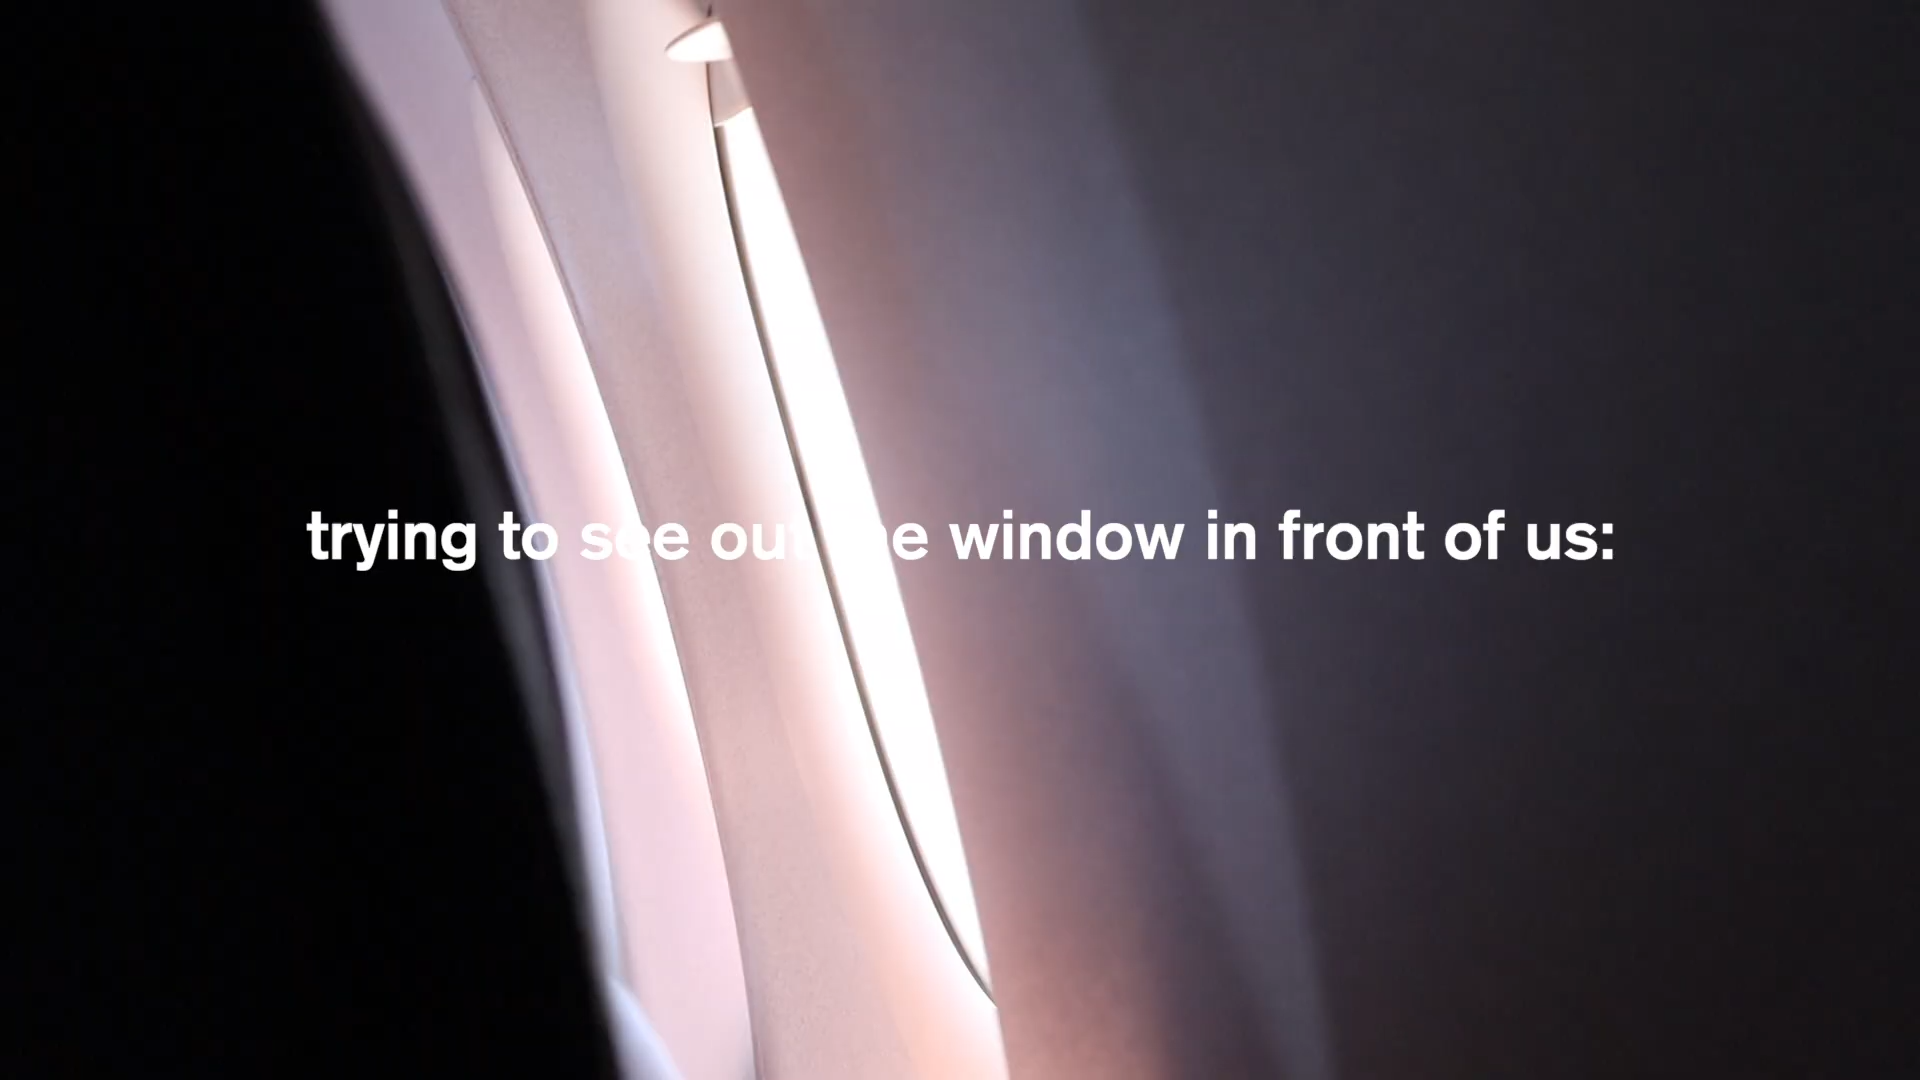 trying to see out the window in front of us: